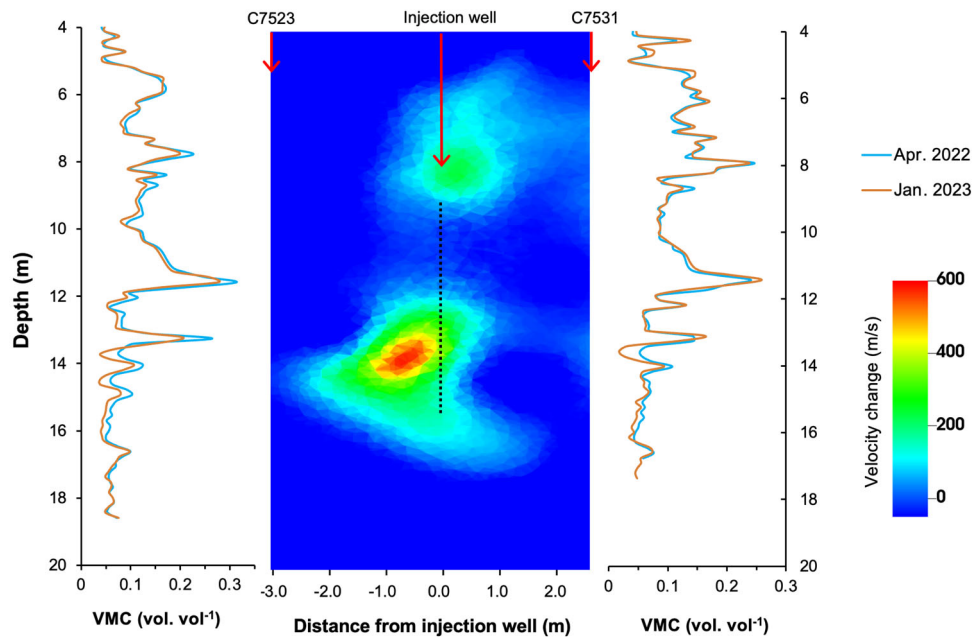 C7523
Injection well
C7531
4
6
8
10
12
14
16
18
20
Depth (m)
4
6
8
10
12
14
16
18
20
Apr. 2022
Jan. 2023
600
400
200
0
Velocity change (m/s)
0 0.1 0.2 0.3
-3.0 -2.0 -1.0 0.0 1.0 2.0
0 0.1 0.2 0.3
VMC (vol. vol⁻¹)
Distance from injection well (m)
VMC (vol. vol⁻¹)